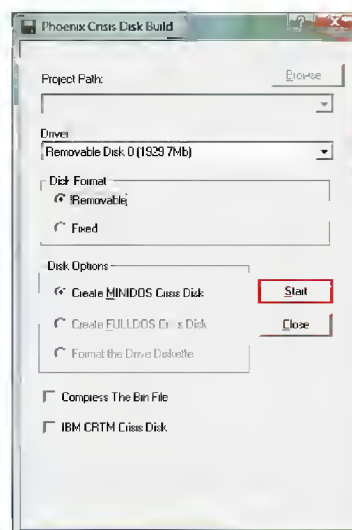 Phoenix Crisis Disk Build
Project Path:
Browse
Driver
Removable Disk 0 (1929.7Mb)
Disk Format
Removable
Fixed
Disk Options
Create MINIDOS Crisis Disk
Start
Create FULLDOS Crisis Disk
Close
Format the Drive Diskette
Compress The Bin File
IBM CRTM Crisis Disk